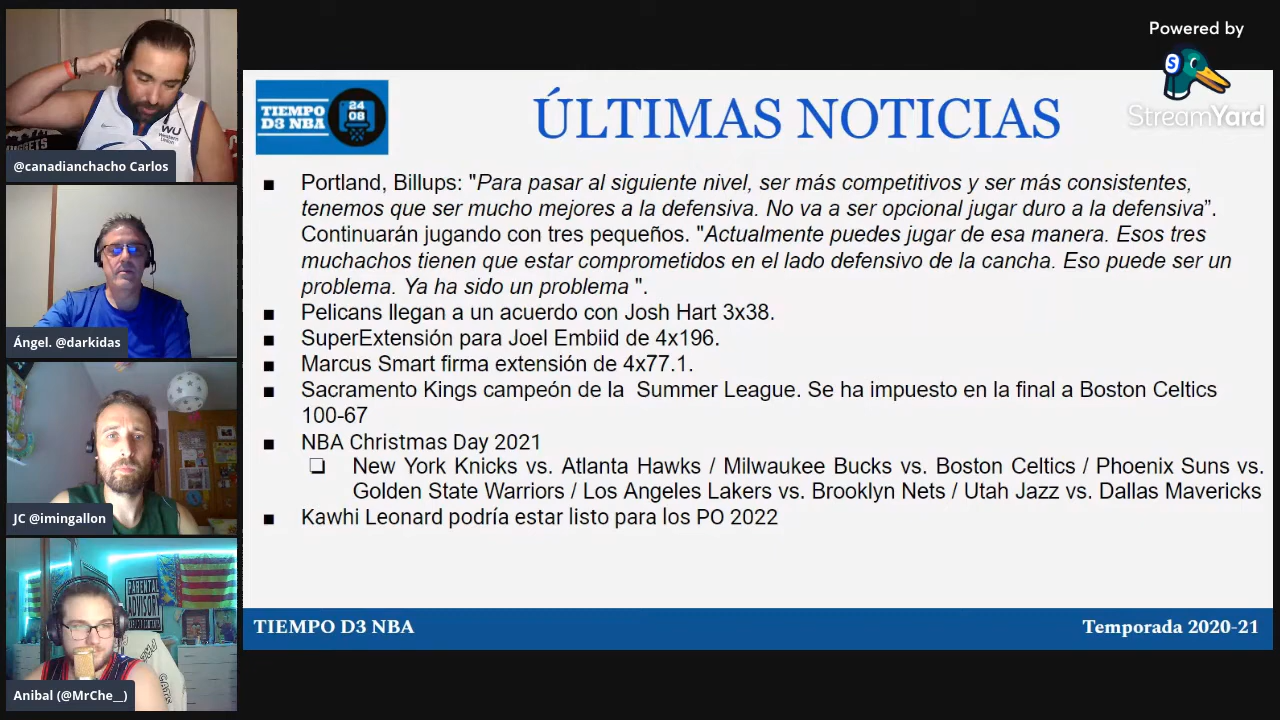 Powered by
StreamYard
TIEMPO
D3 NBA
24
08
ÚLTIMAS NOTICIAS
■ Portland, Billups: "Para pasar al siguiente nivel, ser más competitivos y ser más consistentes,
tenemos que ser mucho mejores a la defensiva. No va a ser opcional jugar duro a la defensiva”.
Continuarán jugando con tres pequeños. "Actualmente puedes jugar de esa manera. Esos tres
muchachos tienen que estar comprometidos en el lado defensivo de la cancha. Eso puede ser un
problema. Ya ha sido un problema ".
■ Pelicans llegan a un acuerdo con Josh Hart 3x38.
■ SuperExtensión para Joel Embiid de 4x196.
■ Marcus Smart firma extensión de 4x77.1.
■ Sacramento Kings campeón de la Summer League. Se ha impuesto en la final a Boston Celtics
100-67
■ NBA Christmas Day 2021
❏ New York Knicks vs. Atlanta Hawks / Milwaukee Bucks vs. Boston Celtics / Phoenix Suns vs.
Golden State Warriors / Los Angeles Lakers vs. Brooklyn Nets / Utah Jazz vs. Dallas Mavericks
■ Kawhi Leonard podría estar listo para los PO 2022
TIEMPO D3 NBA
Temporada 2020-21
WU
Western
Union
@canadianchacho Carlos
Ángel. @darkidas
JC @imingallon
PARENTAL
ADVISORY
Anibal (@MrChe__)